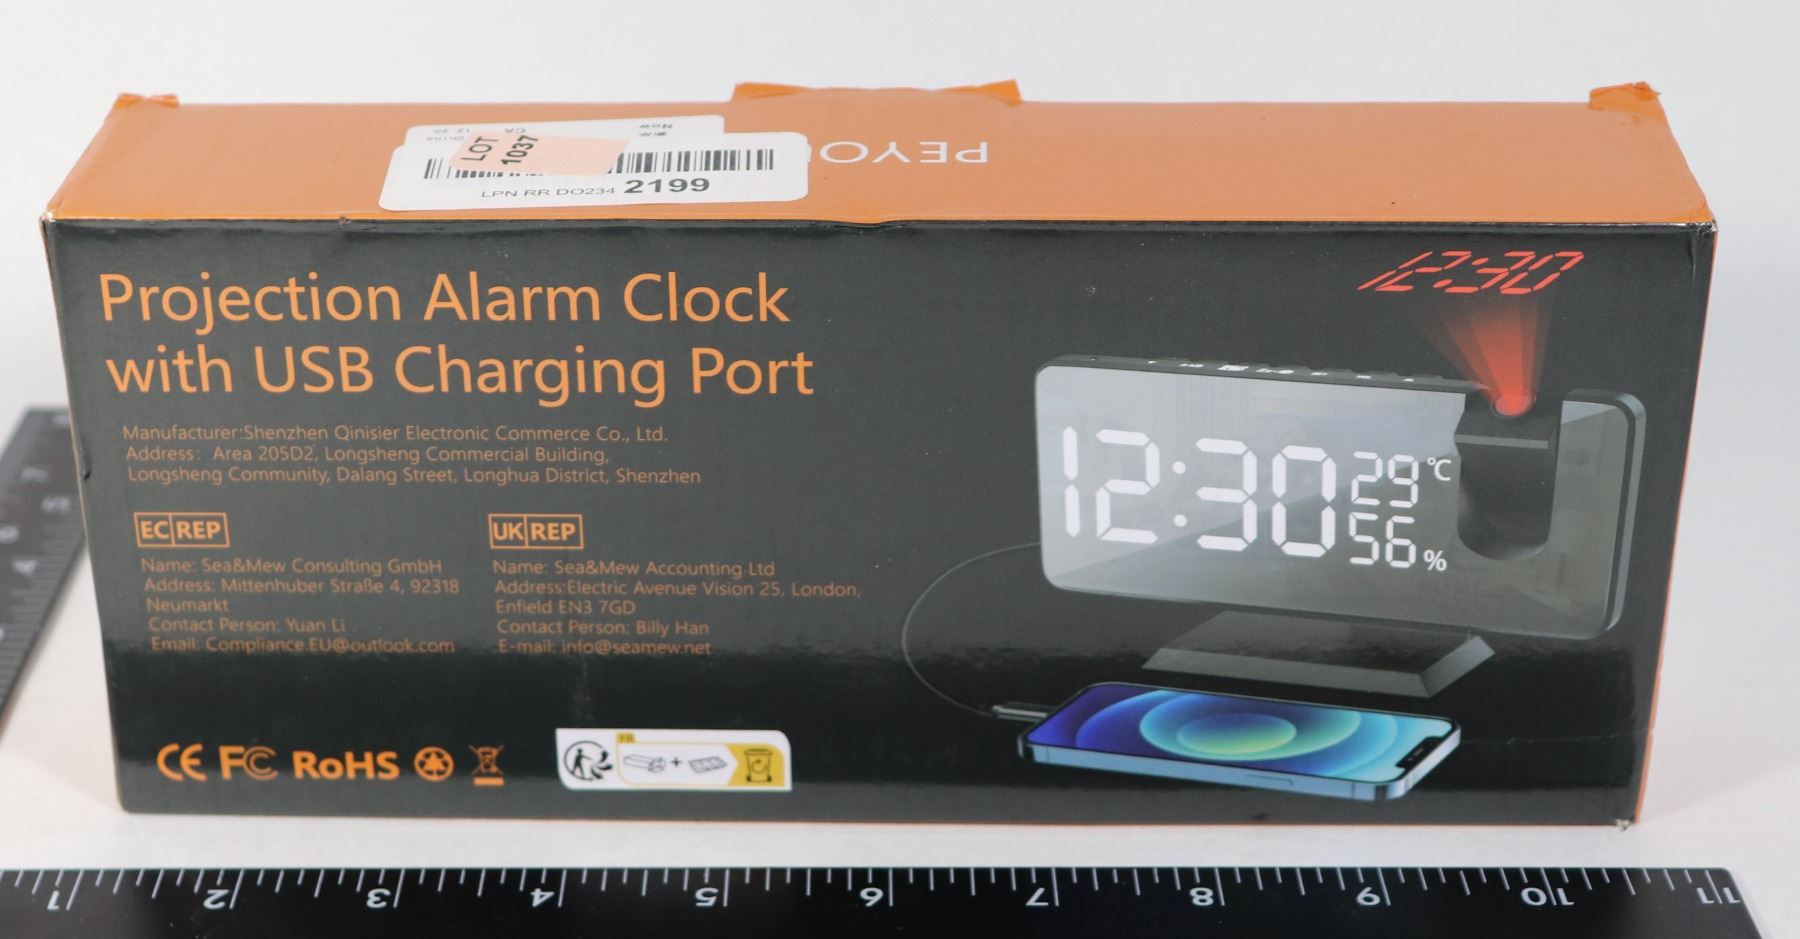 PEYO
LOT
1037
New
CA
LPN RR DO234 2199
Projection Alarm Clock
with USB Charging Port
Manufacturer:Shenzhen Qinisier Electronic Commerce Co., Ltd.
Address: Area 205D2, Longsheng Commercial Building,
Longsheng Community, Dalang Street, Longhua District, Shenzhen
EC REP
Name: Sea&Mew Consulting GmbH
Address: Mittenhuber Straße 4, 92318
Neumarkt
Contact Person: Yuan Li
Email: Compliance.EU@outlook.com
UK REP
Name: Sea&Mew Accounting Ltd
Address:Electric Avenue Vision 25, London,
Enfield EN3 7GD
Contact Person: Billy Han
E-mail: info@seamew.net
CE FC RoHS
FR
+
12:30
12:30 29 °C
56 %
1 2 3 4 5 6 7 8 9 10 11